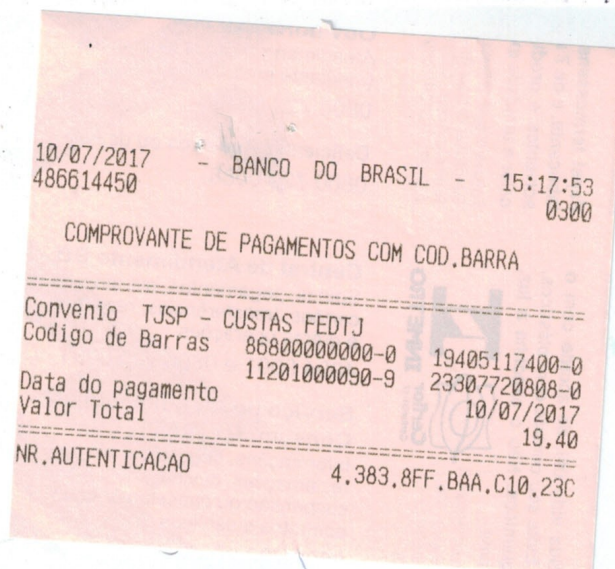 10/07/2017 - BANCO DO BRASIL - 15:17:53
486614450 0300
COMPROVANTE DE PAGAMENTOS COM COD.BARRA
Convenio TJSP - CUSTAS FEDTJ
Codigo de Barras 86800000000-0 19405117400-0
11201000090-9 23307720808-0
Data do pagamento 10/07/2017
Valor Total 19,40
NR.AUTENTICACAO 4.383.8FF.BAA.C10.23C